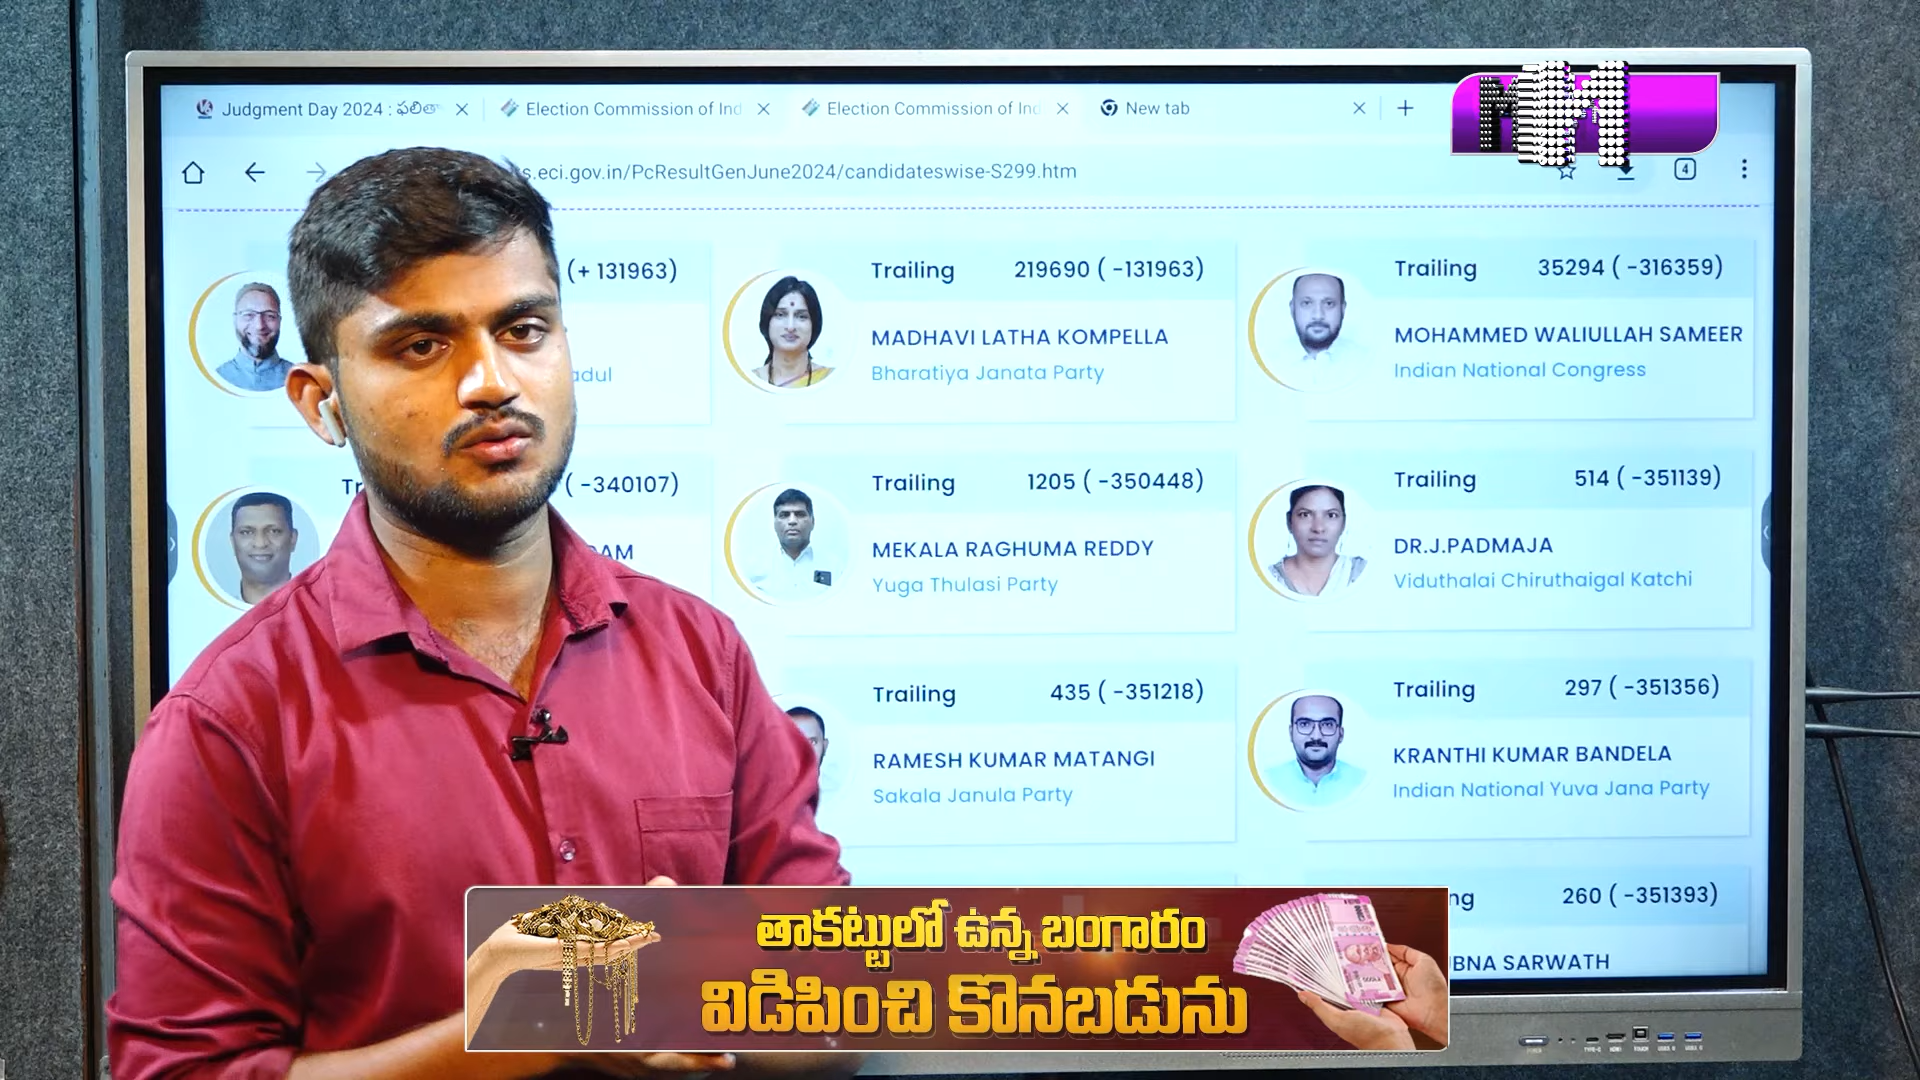 Judgment Day 2024 : ఫలితా
Election Commission of Ind
Election Commission of Ind
New tab
MM
s.eci.gov.in/PcResultGenJune2024/candidateswise-S299.htm
4
(+ 131963)
adul
Trailing 219690 ( -131963)
MADHAVI LATHA KOMPELLA
Bharatiya Janata Party
Trailing 35294 ( -316359)
MOHAMMED WALIULLAH SAMEER
Indian National Congress
Tr ( -340107)
DAM
Trailing 1205 ( -350448)
MEKALA RAGHUMA REDDY
Yuga Thulasi Party
Trailing 514 ( -351139)
DR.J.PADMAJA
Viduthalai Chiruthaigal Katchi
Trailing 435 ( -351218)
RAMESH KUMAR MATANGI
Sakala Janula Party
Trailing 297 ( -351356)
KRANTHI KUMAR BANDELA
Indian National Yuva Jana Party
ng 260 ( -351393)
BNA SARWATH
తాకట్టులో ఉన్న బంగారం
విడిపించి కొనబడును